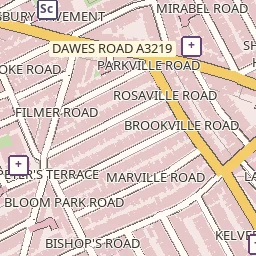 MIRABEL ROAD
Sc
DAWES ROAD A3219
PARKVILLE ROAD
ROSAVILLE ROAD
FILMER ROAD
BROOKVILLE ROAD
MARVILLE ROAD
BLOOM PARK ROAD
BISHOP'S ROAD